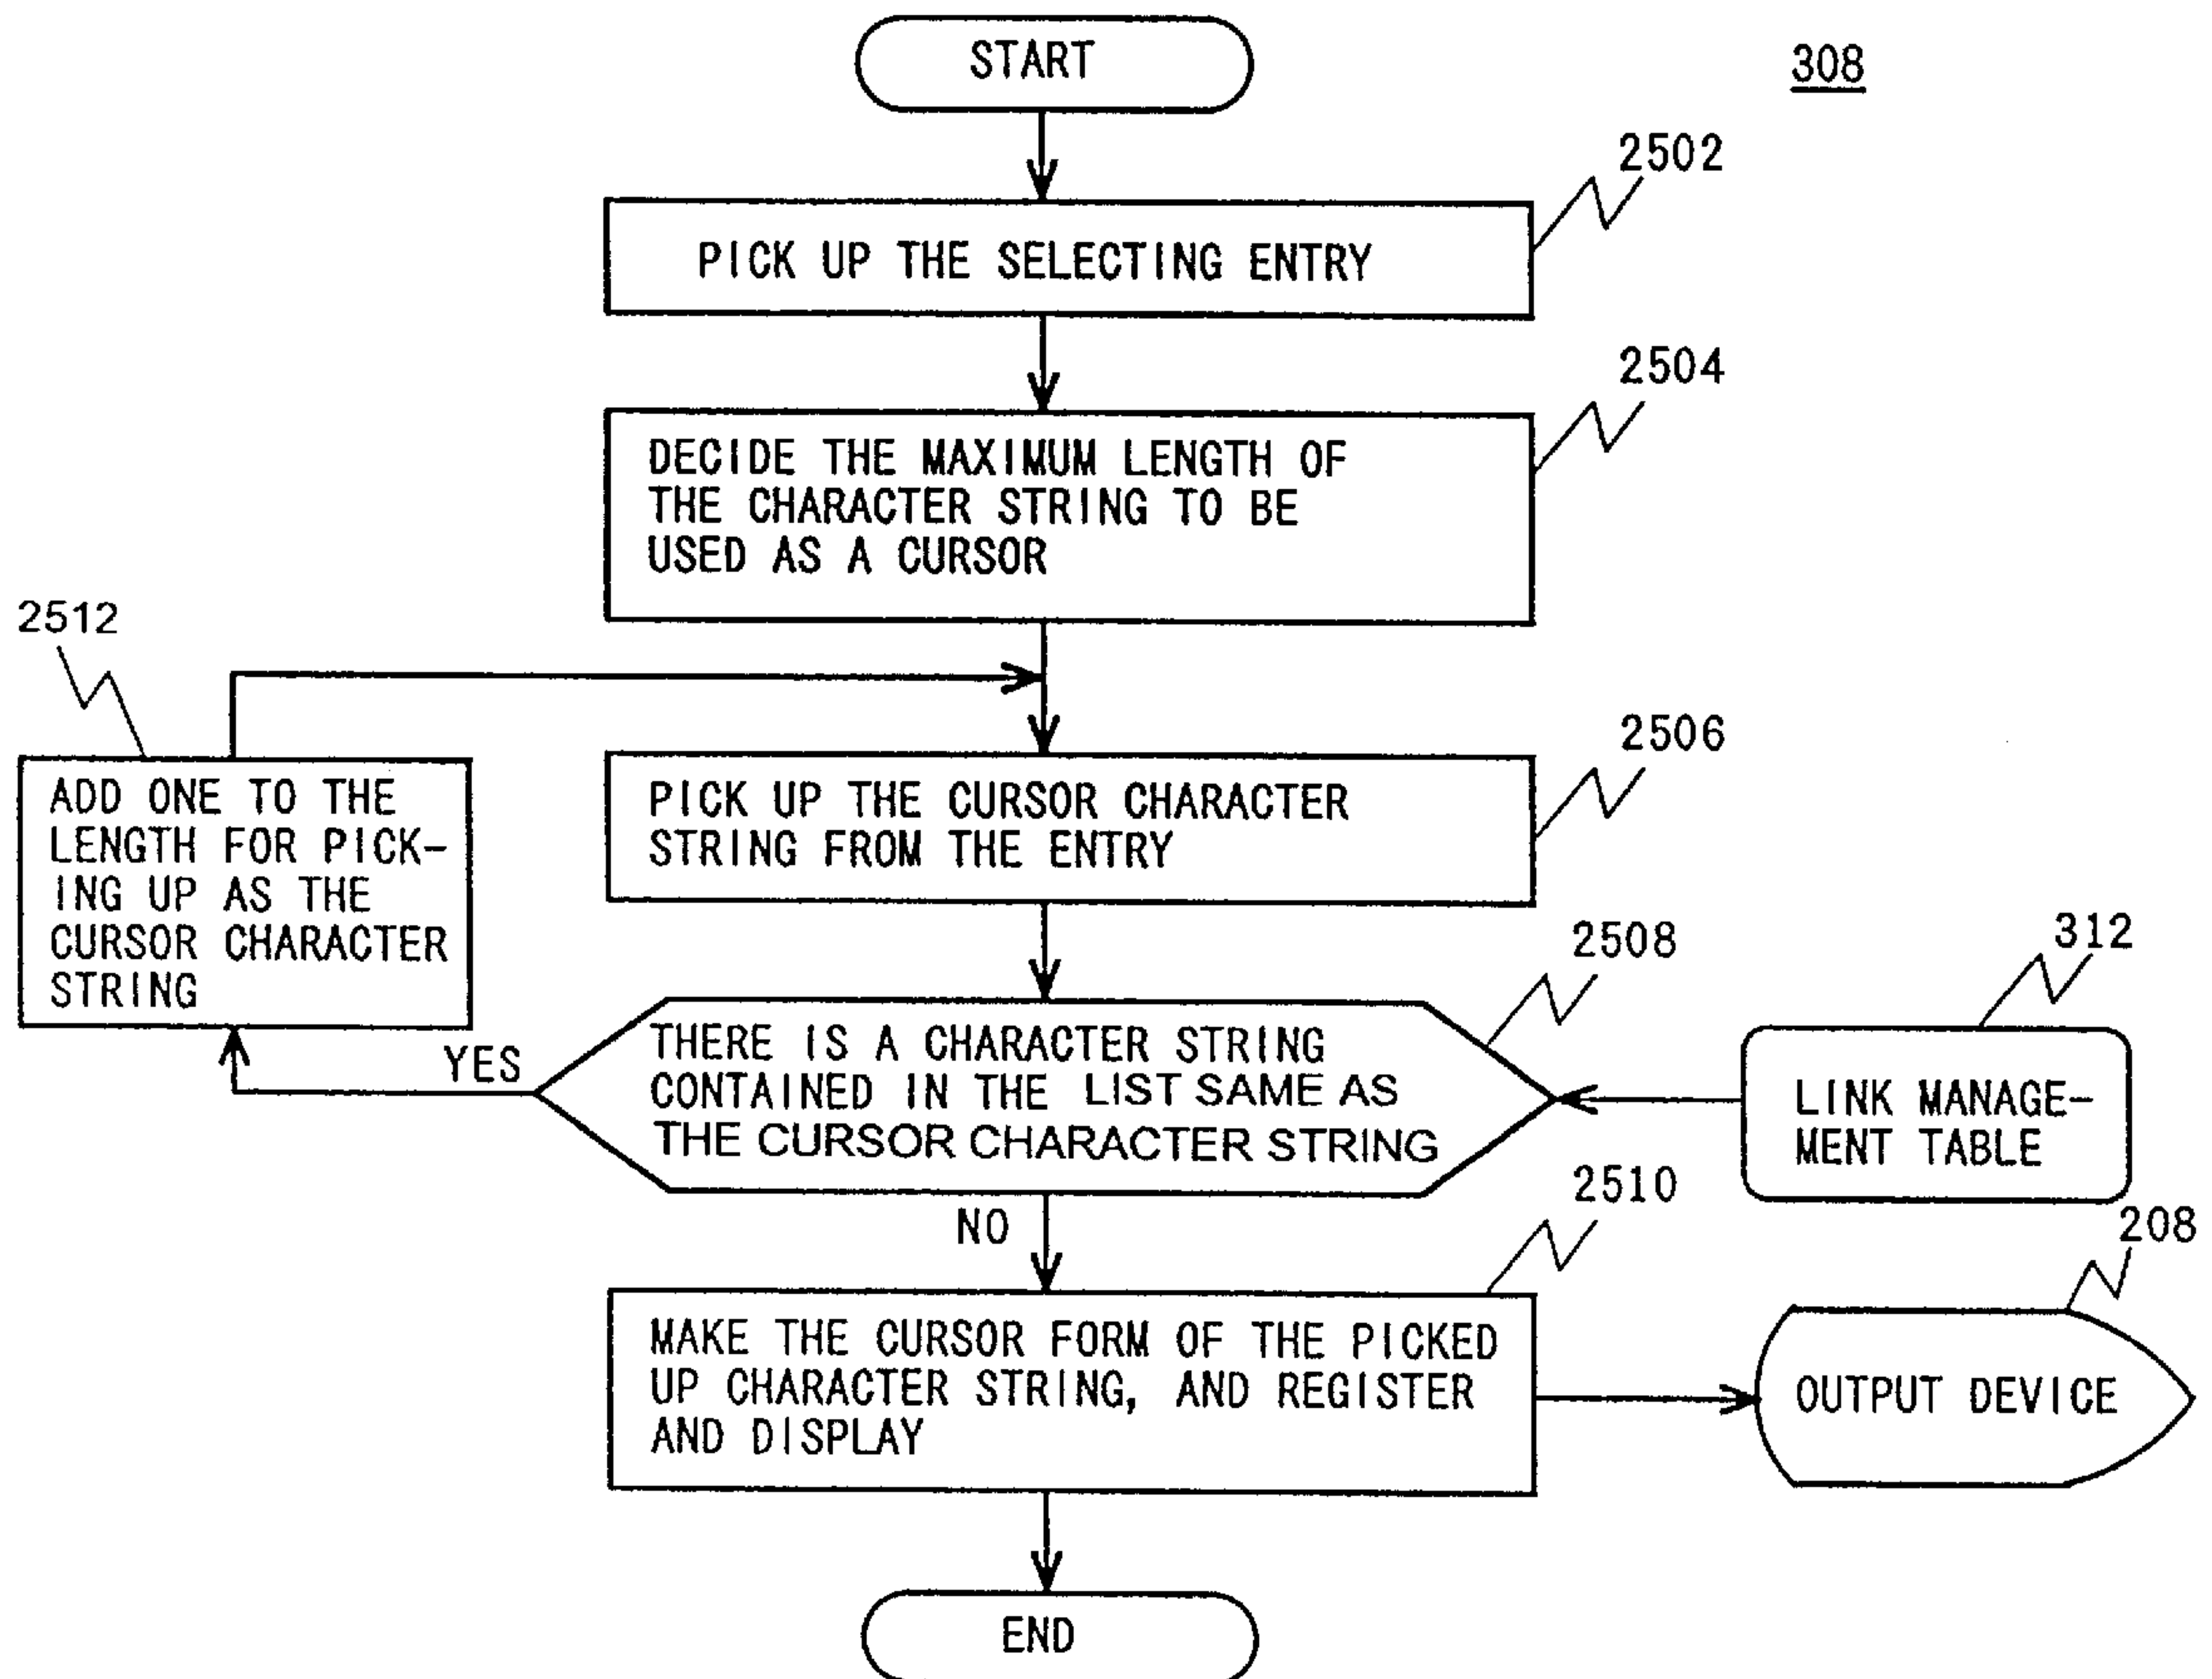 START
308
2502
PICK UP THE SELECTING ENTRY
2504
DECIDE THE MAXIMUM LENGTH OF
THE CHARACTER STRING TO BE
USED AS A CURSOR
2512
2506
ADD ONE TO THE
LENGTH FOR PICK-
ING UP AS THE
CURSOR CHARACTER
STRING
PICK UP THE CURSOR CHARACTER
STRING FROM THE ENTRY
2508
312
YES
THERE IS A CHARACTER STRING
CONTAINED IN THE LIST SAME AS
THE CURSOR CHARACTER STRING
LINK MANAGE-
MENT TABLE
NO
2510
208
MAKE THE CURSOR FORM OF THE PICKED
UP CHARACTER STRING, AND REGISTER
AND DISPLAY
OUTPUT DEVICE
END